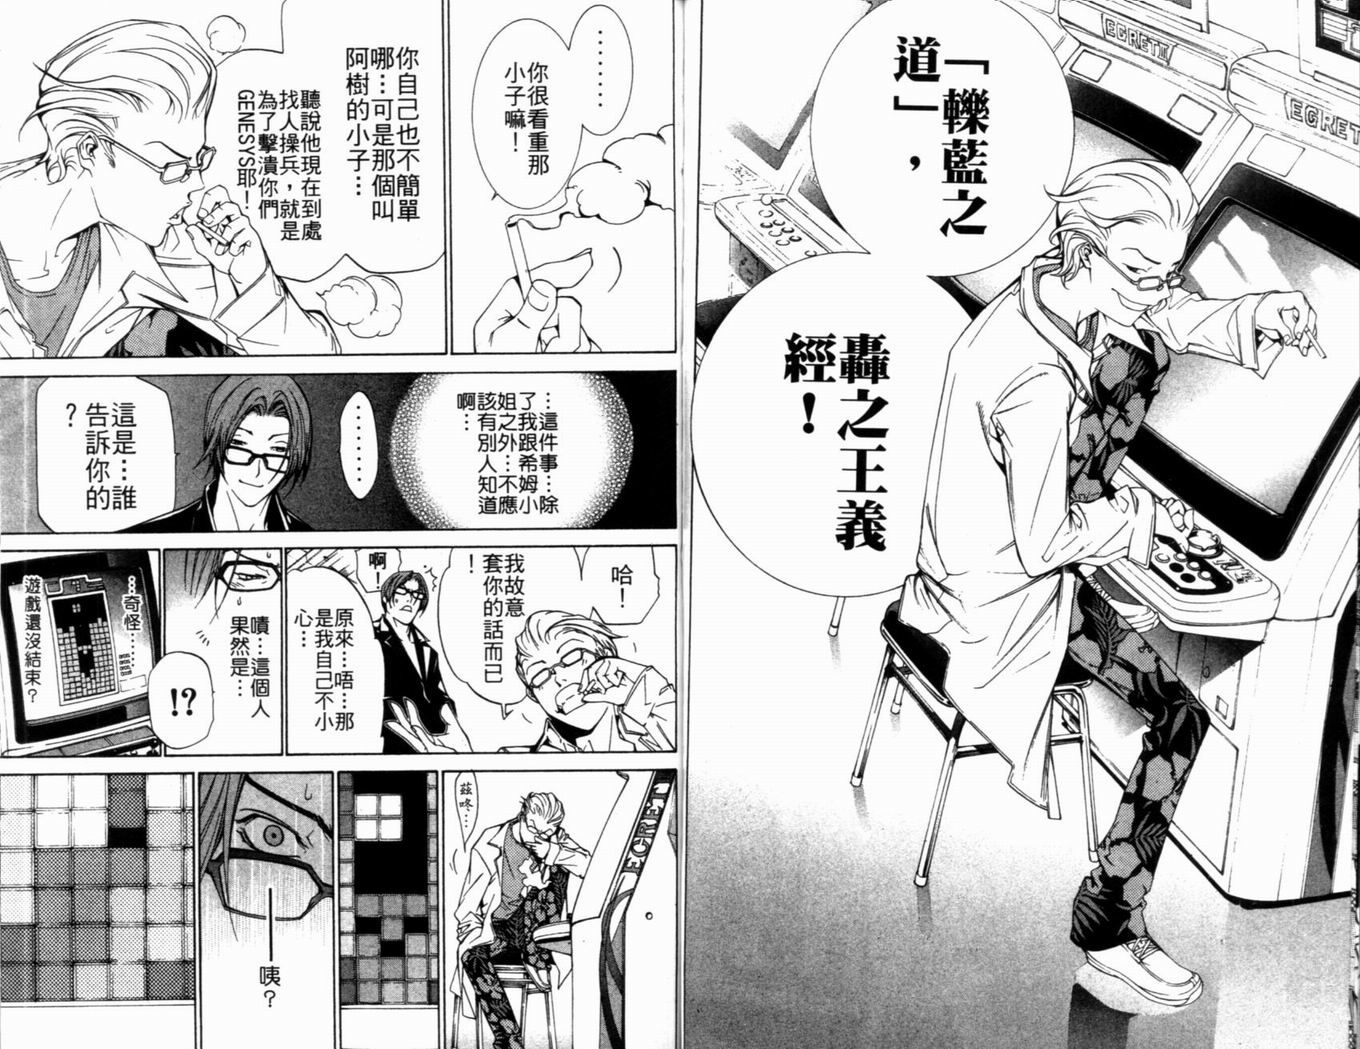 「轢藍之
道」，
轟之王義
經！
EGRETⅡ
EGRET
………
你很看重那
小子嘛！
你自己也不簡單
哪…可是那個叫
阿樹的小子…
聽說他現在到處
找人操兵，就是
為了擊潰你們
GENESYS耶！
…這件事…除
了我跟希姆小
姐之外…不應
該有別人知道
啊…
……
這是…誰
告訴你的
？
哈！
我故意
套你的話而已
！
啊！
原來…唔…那
是我自己不小
心…
嘖…這個人
果然是…
!?
…奇怪…
遊戲還沒結束？
茲咚…
EGRET
咦？